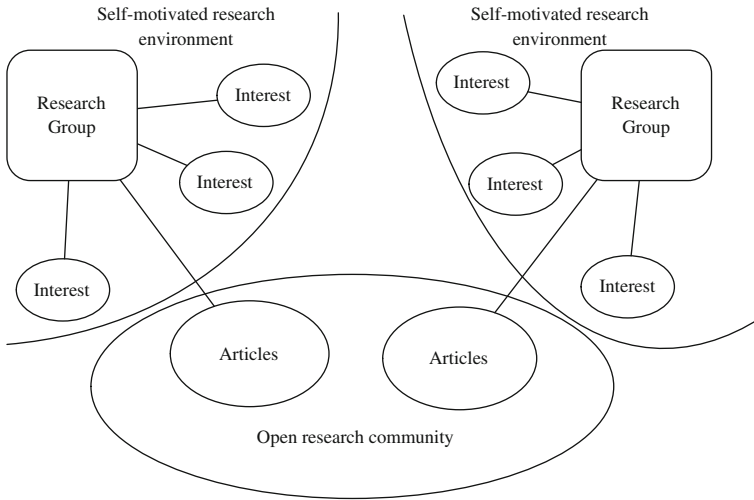 Self-motivated research
environment
Research
Group
Interest
Interest
Interest
Self-motivated research
environment
Interest
Interest
Research
Group
Interest
Articles
Articles
Open research community